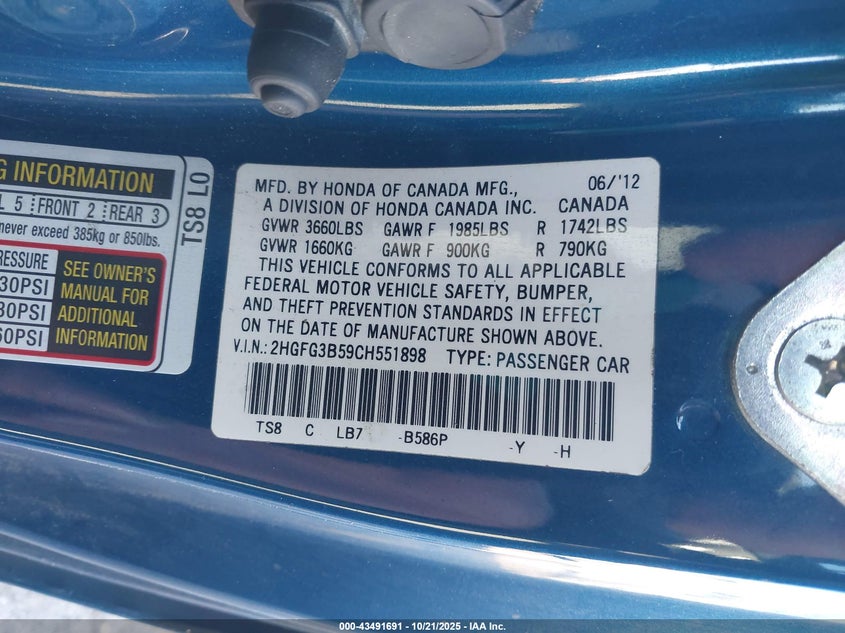 G INFORMATION
L 5 FRONT 2 REAR 3
never exceed 385kg or 850lbs.
PRESSURE
30PSI
30PSI
60PSI
SEE OWNER'S
MANUAL FOR
ADDITIONAL
INFORMATION
TS8 L0
MFD. BY HONDA OF CANADA MFG., 06/'12
A DIVISION OF HONDA CANADA INC. CANADA
GVWR 3660LBS GAWR F 1985LBS R 1742LBS
GVWR 1660KG GAWR F 900KG R 790KG
THIS VEHICLE CONFORMS TO ALL APPLICABLE
FEDERAL MOTOR VEHICLE SAFETY, BUMPER,
AND THEFT PREVENTION STANDARDS IN EFFECT
ON THE DATE OF MANUFACTURE SHOWN ABOVE.
V.I.N.: 2HGFG3B59CH551898 TYPE: PASSENGER CAR
TS8 C LB7 -B586P -Y -H
000-43491691 - 10/21/2025 - IAA Inc.